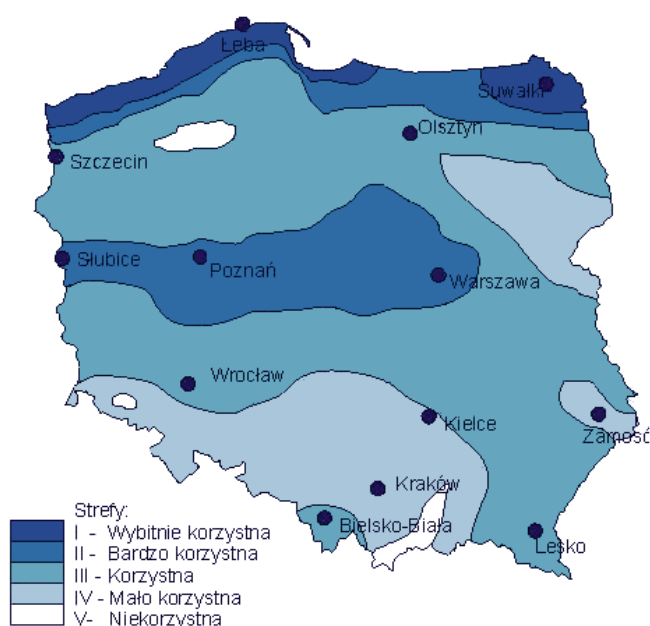 Łeba
Suwałki
Olsztyn
Szczecin
Słubice
Poznań
Warszawa
Wrocław
Kielce
Zamość
Kraków
Bielsko-Biała
Lesko
Strefy:
I - Wybitnie korzystna
II - Bardzo korzystna
III - Korzystna
IV - Mało korzystna
V- Niekorzystna